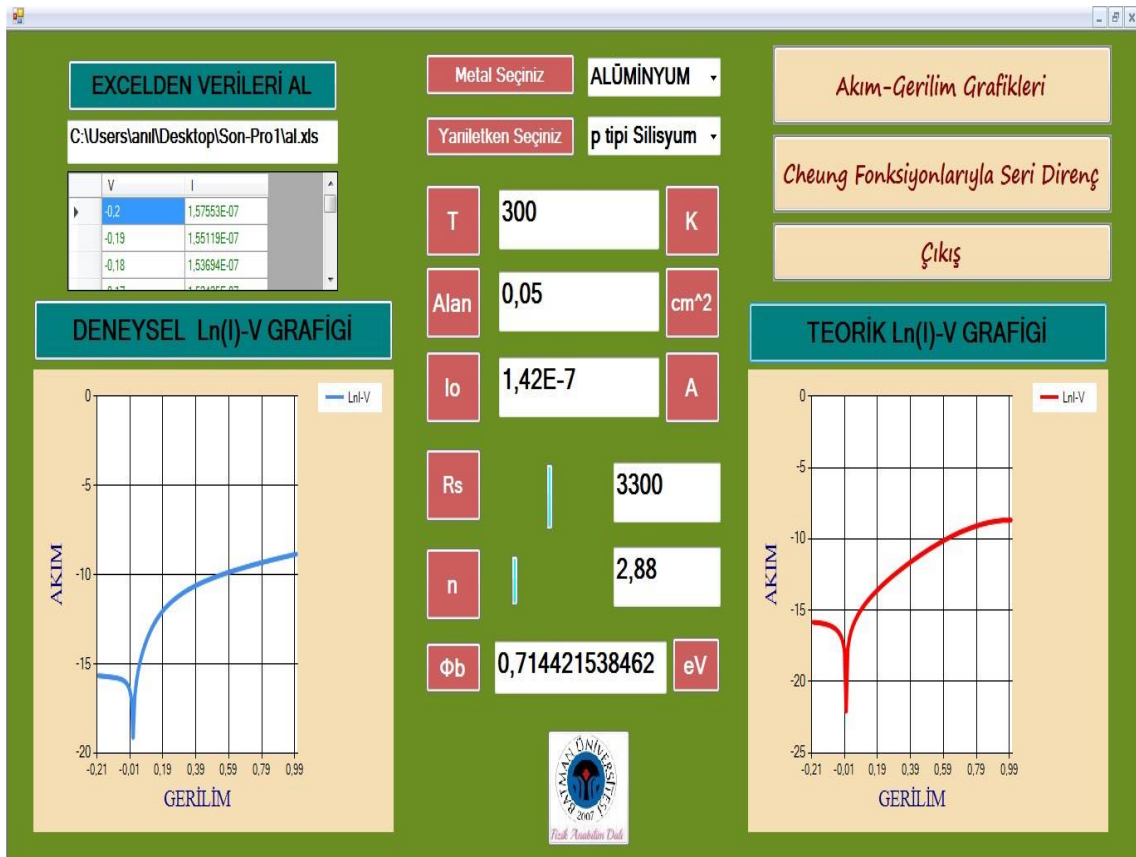 EXCELDEN VERİLERİ AL
C:\Users\anıl\Desktop\Son-Pro1\al.xls
V I
-0,2 1,57553E-07
-0,19 1,55119E-07
-0,18 1,53694E-07
DENEYSEL Ln(I)-V GRAFİGİ
LnI-V
0
-5
-10
-15
-20
AKIM
-0,21 -0,01 0,19 0,39 0,59 0,79 0,99
GERİLİM
Metal Seçiniz ALÜMİNYUM
Yarıiletken Seçiniz p tipi Silisyum
T 300 K
Alan 0,05 cm^2
Io 1,42E-7 A
Rs 3300
n 2,88
Φb 0,714421538462 eV
BATMAN ÜNİVERSİTESİ
2007
Fizik Anabilim Dalı
Akım-Gerilim Grafikleri
Cheung Fonksiyonlarıyla Seri Direnç
Çıkış
TEORİK Ln(I)-V GRAFİGİ
LnI-V
0
-5
-10
-15
-20
-25
AKIM
-0,21 -0,01 0,19 0,39 0,59 0,79 0,99
GERİLİM